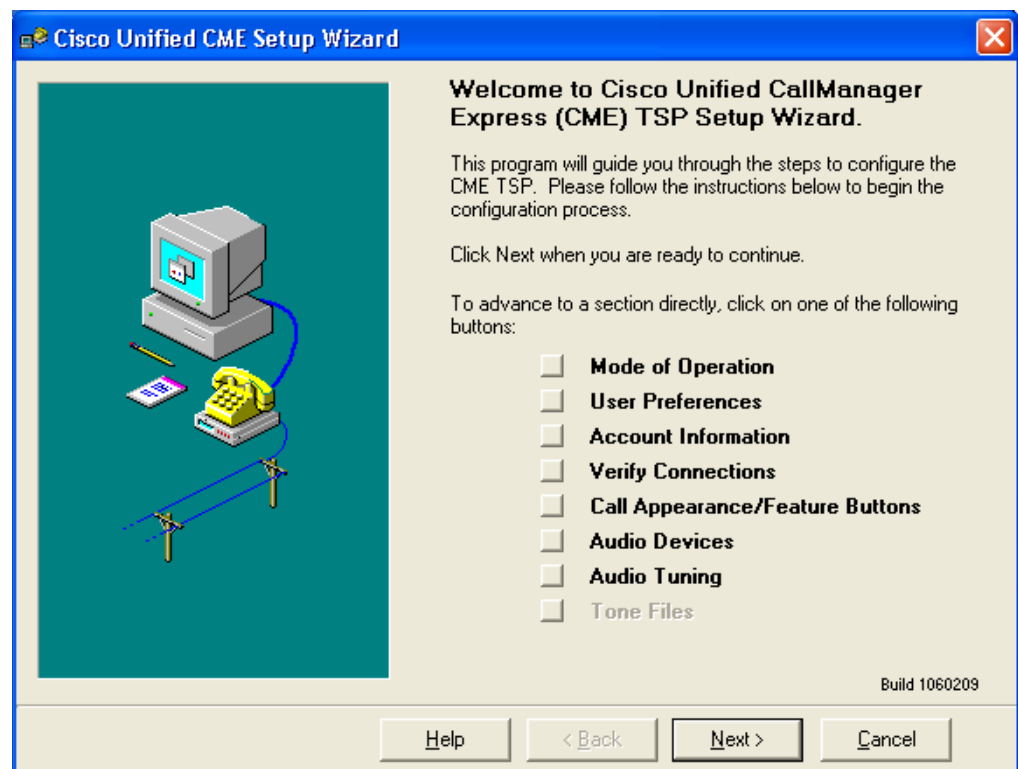 Cisco Unified CME Setup Wizard
Welcome to Cisco Unified CallManager
Express (CME) TSP Setup Wizard.
This program will guide you through the steps to configure the
CME TSP.  Please follow the instructions below to begin the
configuration process.
Click Next when you are ready to continue.
To advance to a section directly, click on one of the following
buttons:
Mode of Operation
User Preferences
Account Information
Verify Connections
Call Appearance/Feature Buttons
Audio Devices
Audio Tuning
Tone Files
Build 1060209
Help < Back Next > Cancel